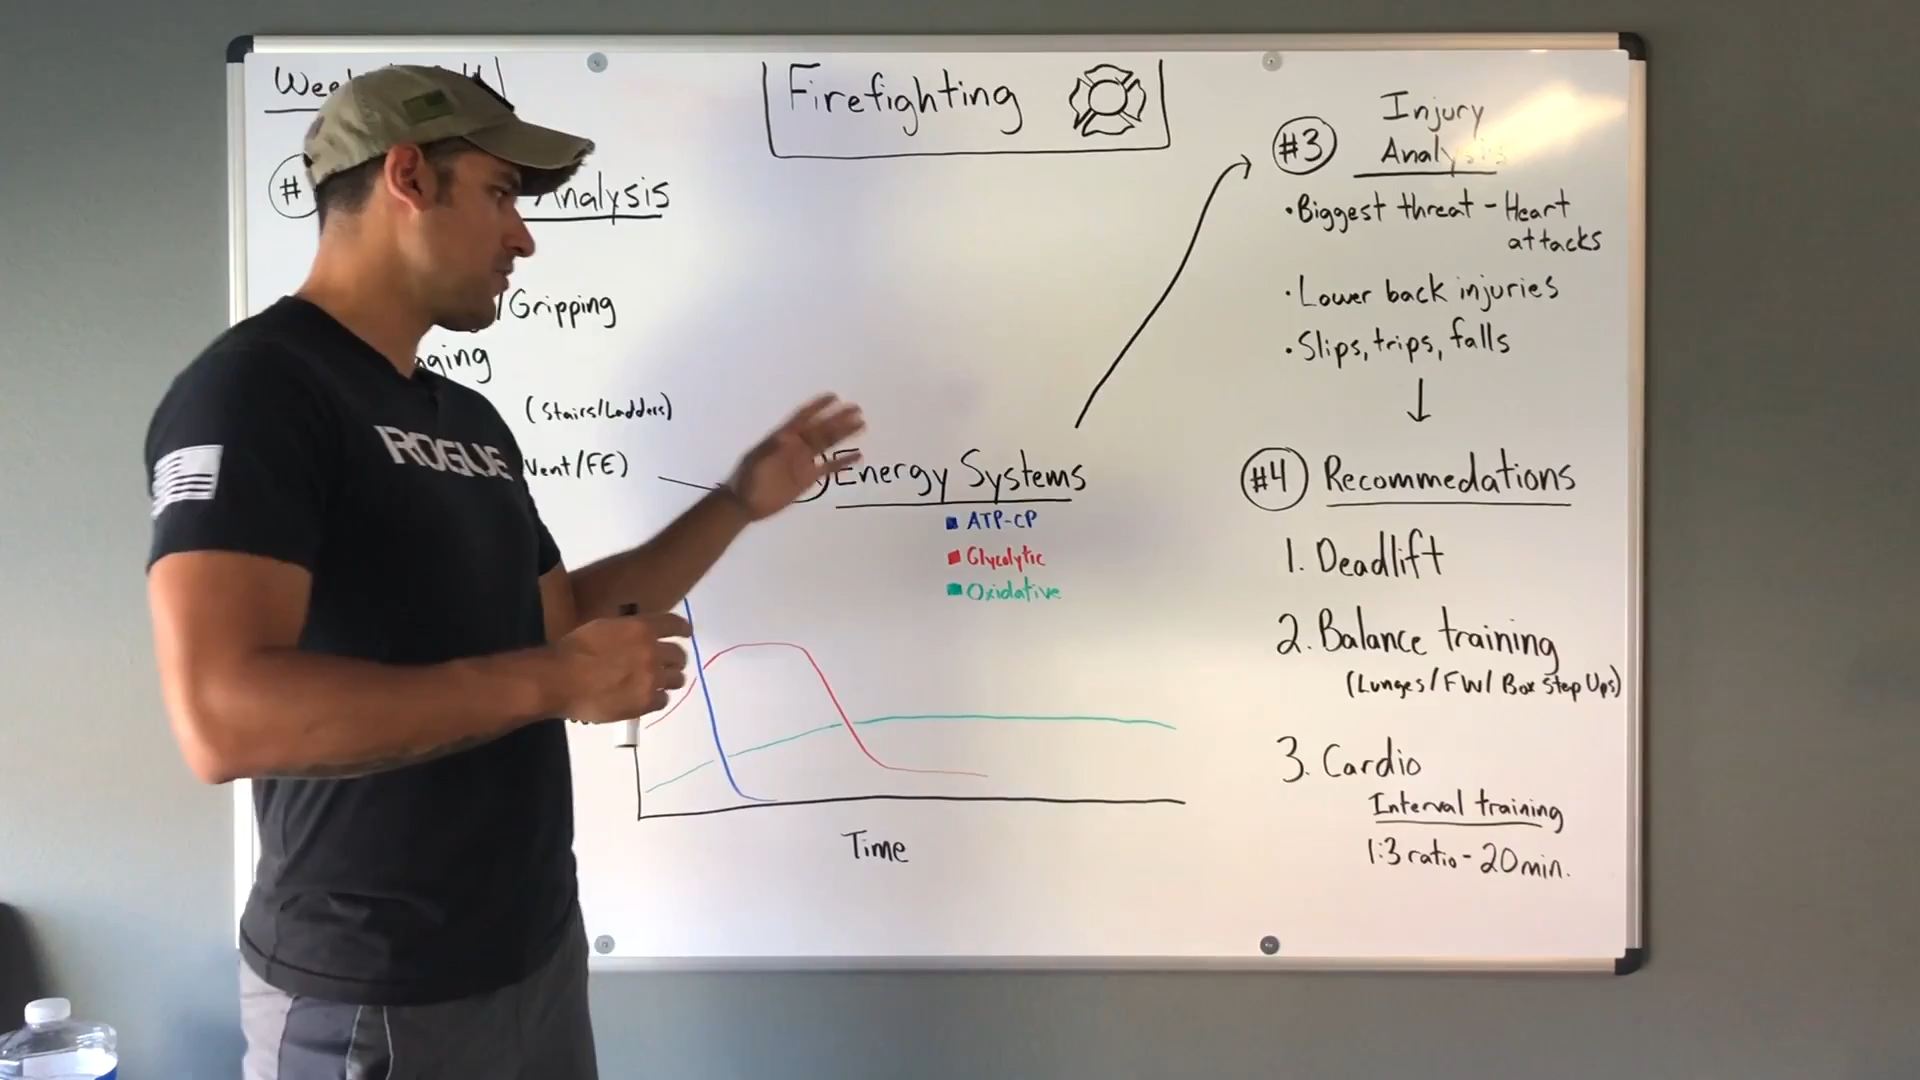 Firefighting
#
Analysis
/Gripping
aging
(Stairs/Ladders)
Vent/FE)
ROGUE
Energy Systems
ATP-CP
Glycolytic
Oxidative
Time
#3 Injury
Analysis
• Biggest threat - Heart
attacks
• Lower back injuries
• Slips, trips, falls
#4 Recommedations
1. Deadlift
2. Balance training
(Lunges/FW/Box Step Ups)
3. Cardio
Interval training
1:3 ratio - 20 min.